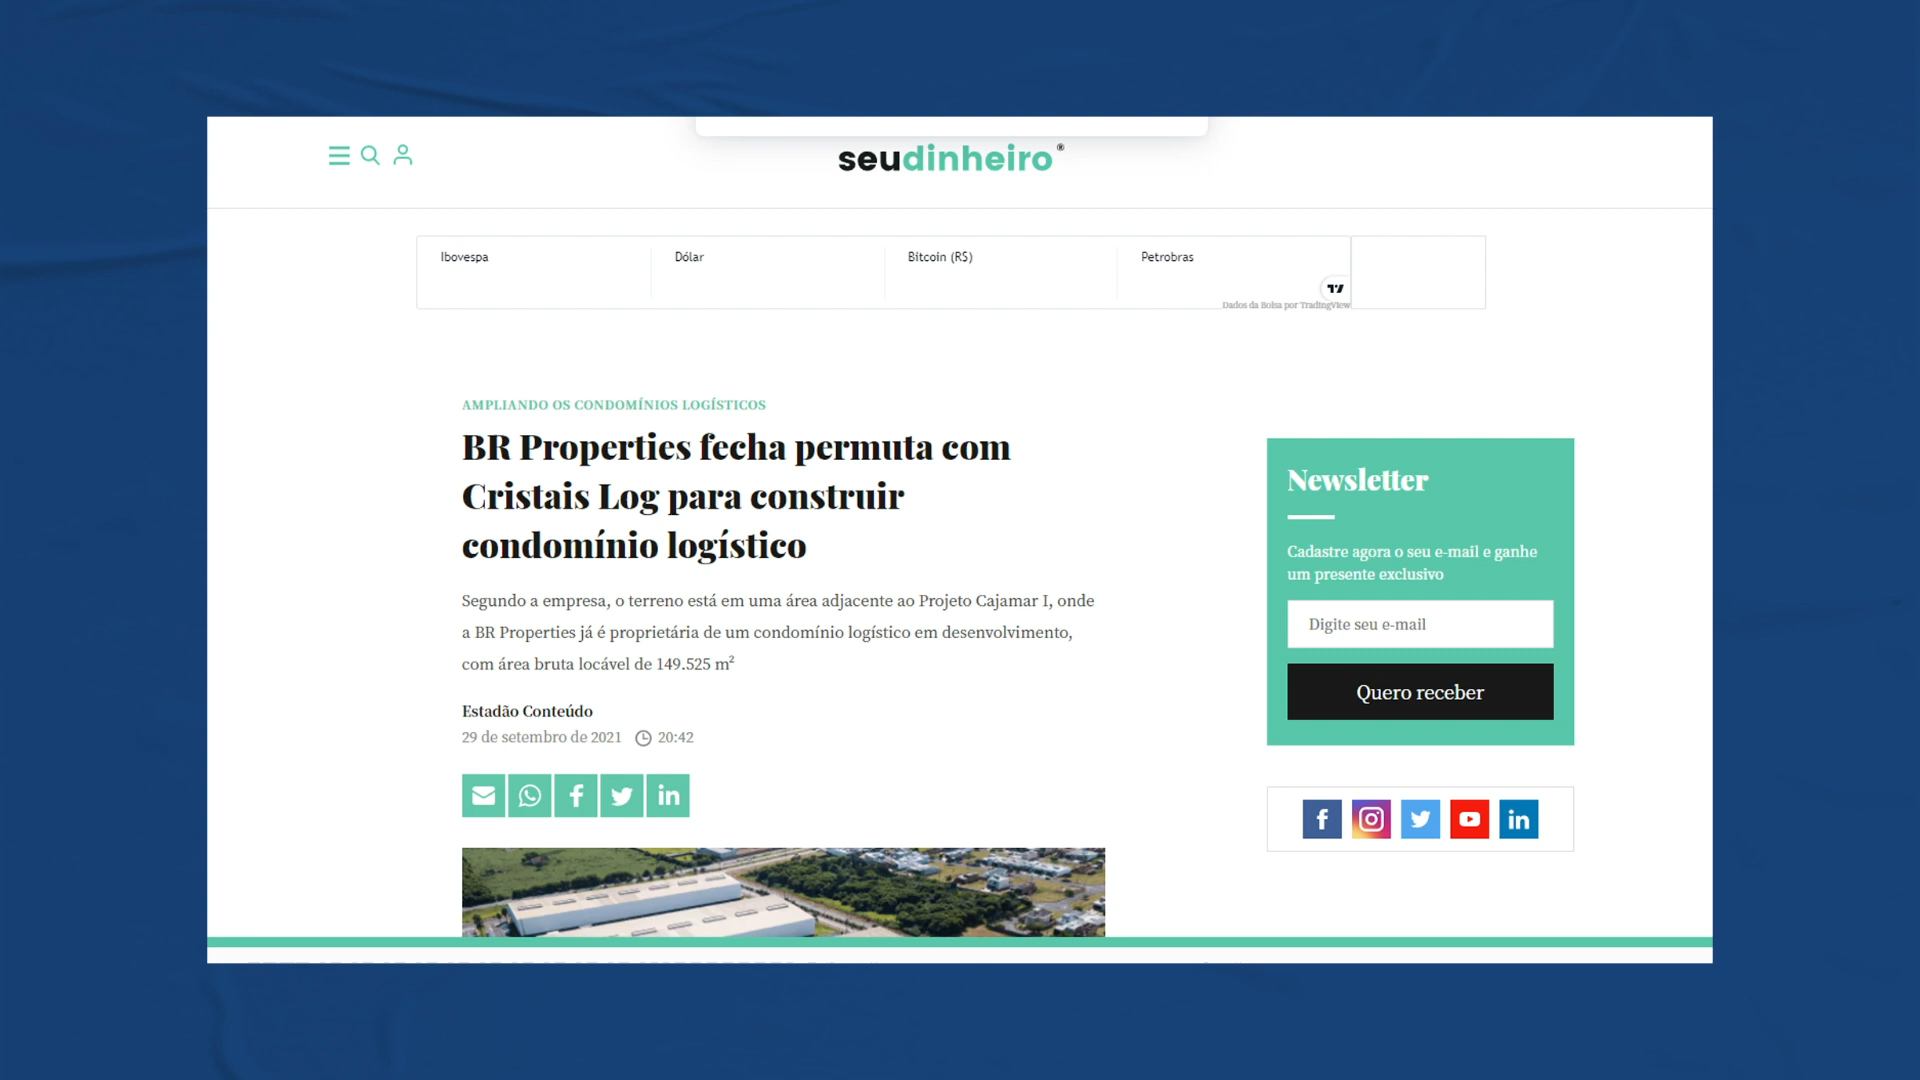 seudinheiro®
Ibovespa
Dólar
Bitcoin (R$)
Petrobras
Dados da Bolsa por TradingView
AMPLIANDO OS CONDOMÍNIOS LOGÍSTICOS
BR Properties fecha permuta com
Cristais Log para construir
condomínio logístico
Segundo a empresa, o terreno está em uma área adjacente ao Projeto Cajamar I, onde
a BR Properties já é proprietária de um condomínio logístico em desenvolvimento,
com área bruta locável de 149.525 m²
Estadão Conteúdo
29 de setembro de 2021 20:42
Newsletter
Cadastre agora o seu e-mail e ganhe
um presente exclusivo
Digite seu e-mail
Quero receber